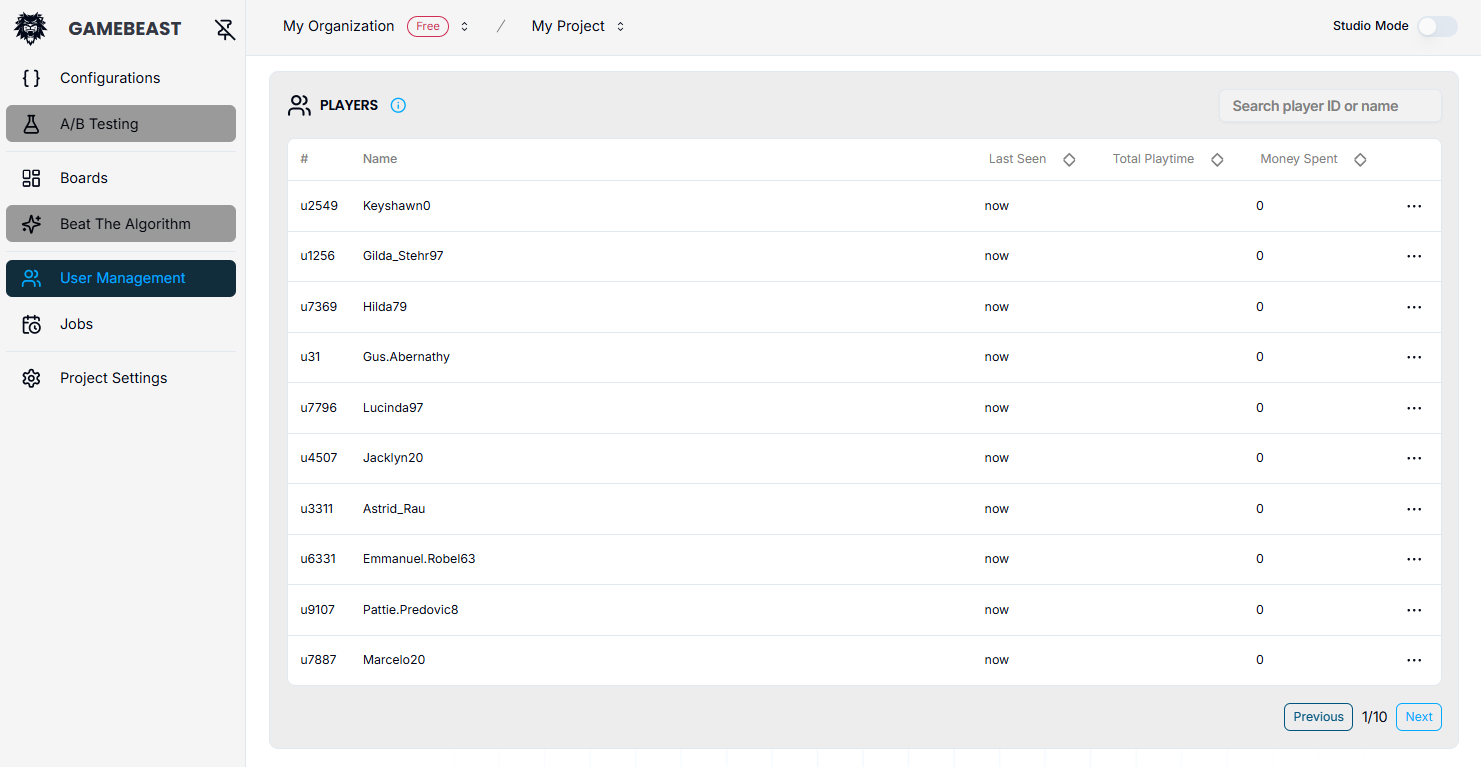 GAMEBEAST
My Organization Free / My Project
Studio Mode
Configurations
A/B Testing
Boards
Beat The Algorithm
User Management
Jobs
Project Settings
PLAYERS
Search player ID or name
# Name Last Seen Total Playtime Money Spent
u2549 Keyshawn0 now 0
u1256 Gilda_Stehr97 now 0
u7369 Hilda79 now 0
u31 Gus.Abernathy now 0
u7796 Lucinda97 now 0
u4507 Jacklyn20 now 0
u3311 Astrid_Rau now 0
u6331 Emmanuel.Robel63 now 0
u9107 Pattie.Predovic8 now 0
u7887 Marcelo20 now 0
Previous 1/10 Next